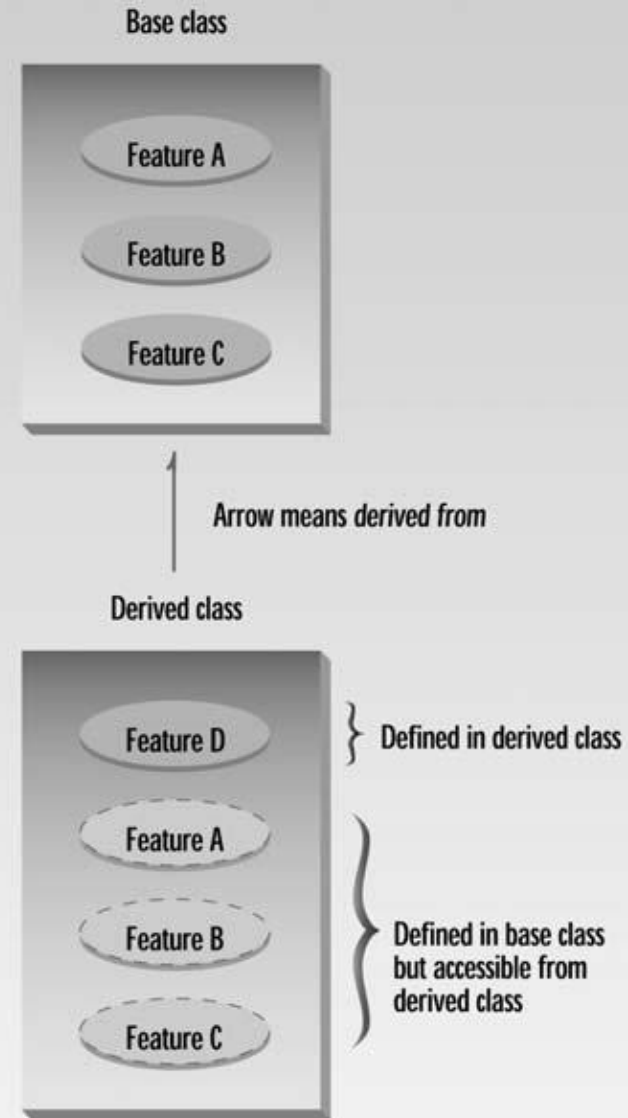 Base class
Feature A
Feature B
Feature C
Arrow means derived from
Derived class
Feature D
Defined in derived class
Feature A
Feature B
Feature C
Defined in base class
but accessible from
derived class